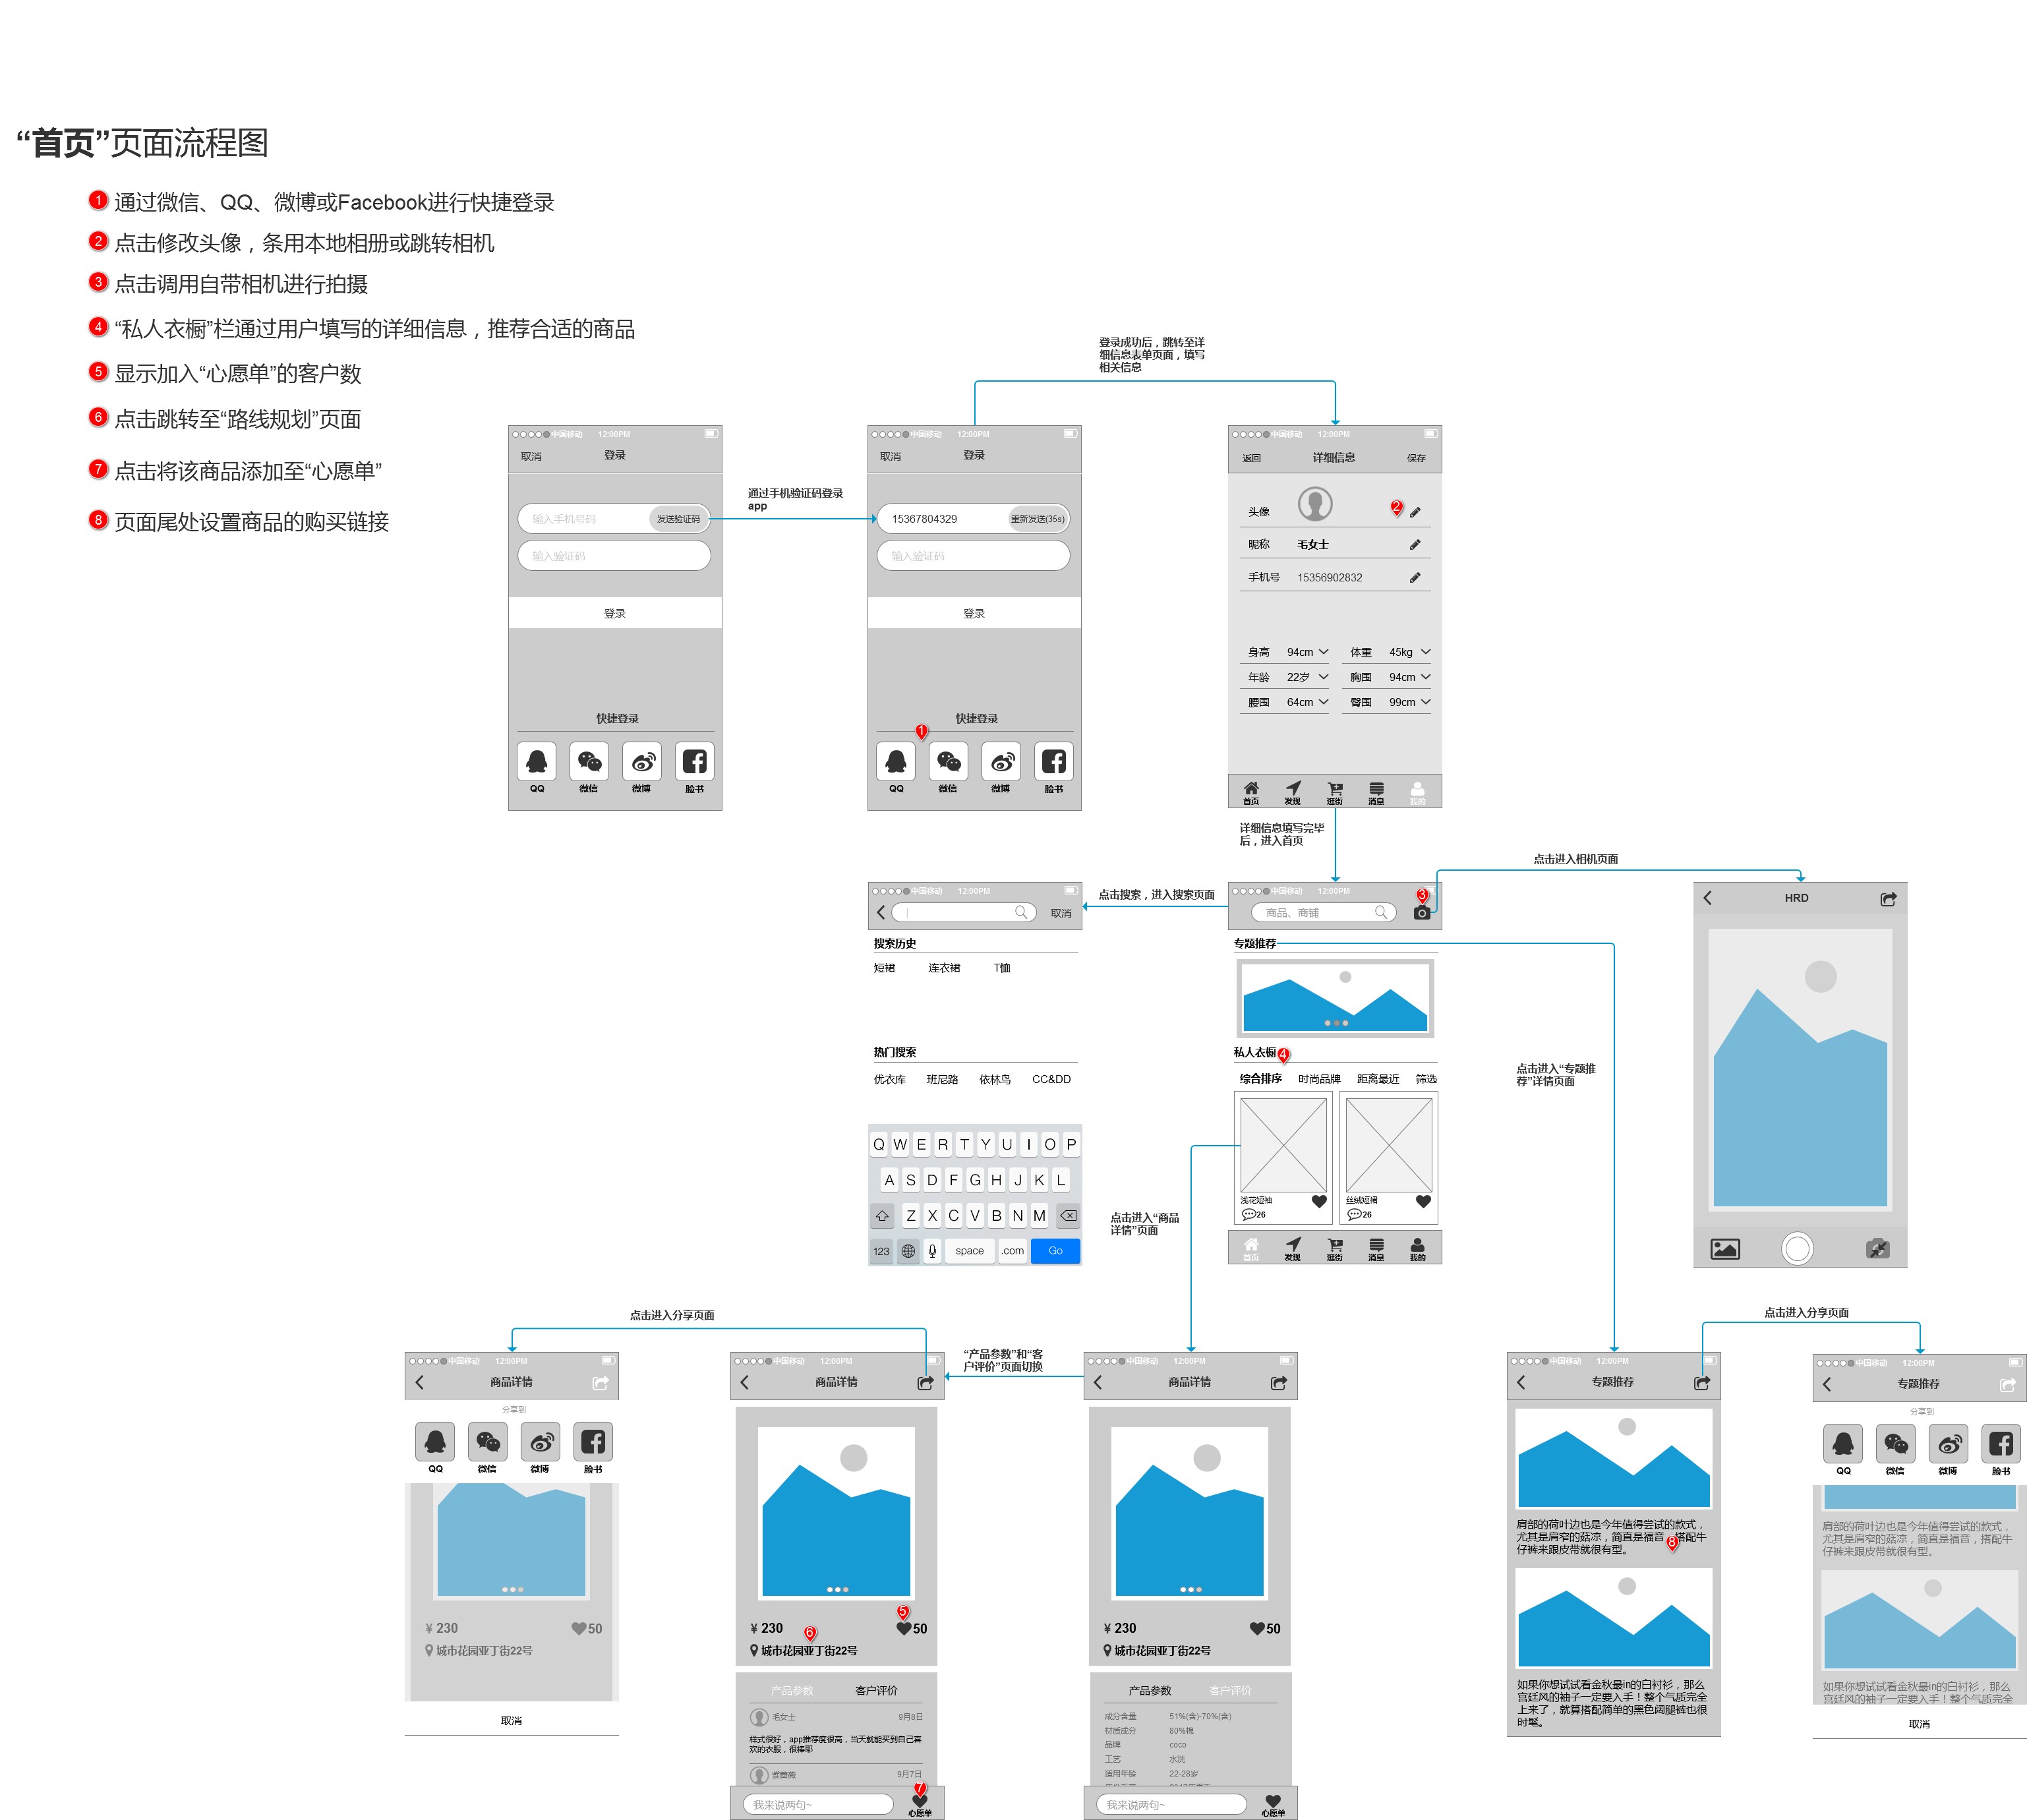 “首页”页面流程图
1 通过微信、QQ、微博或Facebook进行快捷登录
2 点击修改头像，条用本地相册或跳转相机
3 点击调用自带相机进行拍摄
4 “私人衣橱”栏通过用户填写的详细信息，推荐合适的商品
5 显示加入“心愿单”的客户数
6 点击跳转至“路线规划”页面
7 点击将该商品添加至“心愿单”
8 页面尾处设置商品的购买链接
登录成功后，跳转至详
细信息表单页面，填写
相关信息
中国移动 12:00PM
取消 登录
输入手机号码 发送验证码
输入验证码
登录
快捷登录
QQ 微信 微博 脸书
通过手机验证码登录
app
中国移动 12:00PM
取消 登录
15367804329 重新发送(35s)
输入验证码
登录
快捷登录
1
QQ 微信 微博 脸书
中国移动 12:00PM
返回 详细信息 保存
头像 2
昵称 毛女士
手机号 15356902832
身高 94cm 体重 45kg
年龄 22岁 胸围 94cm
腰围 64cm 臀围 99cm
首页 发现 逛街 消息 我的
详细信息填写完毕
后，进入首页
点击进入相机页面
点击搜索，进入搜索页面
中国移动 12:00PM
取消
搜索历史
短裙 连衣裙 T恤
热门搜索
优衣库 班尼路 依林鸟 CC&DD
Q W E R T Y U I O P
A S D F G H J K L
Z X C V B N M
123 space .com Go
中国移动 12:00PM
3
商品、商铺
专题推荐
私人衣橱 4
综合排序 时尚品牌 距离最近 筛选
浅花短袖 丝绒短裙
26 26
首页 发现 逛街 消息 我的
HRD
点击进入“专题推
荐”详情页面
点击进入“商品
详情”页面
点击进入分享页面
“产品参数”和“客
户评价”页面切换
点击进入分享页面
中国移动 12:00PM
商品详情
分享到
QQ 微信 微博 脸书
¥ 230 50
城市花园亚丁街22号
取消
中国移动 12:00PM
商品详情
5
¥ 230 50
6
城市花园亚丁街22号
产品参数 客户评价
毛女士 9月8日
样式很好，app推荐度很高，当天就能买到自己喜
欢的衣服，很棒耶
紫薇薇 9月7日
7
我来说两句~ 心愿单
中国移动 12:00PM
商品详情
¥ 230 50
城市花园亚丁街22号
产品参数 客户评价
成分含量 51%(含)-70%(含)
材质成分 80%棉
品牌 coco
工艺 水洗
适用年龄 22-28岁
我来说两句~ 心愿单
中国移动 12:00PM
专题推荐
肩部的荷叶边也是今年值得尝试的款式，
尤其是肩窄的菇凉，简直是福音，搭配牛
仔裤来跟皮带就很有型。
8
如果你想试试看金秋最in的白衬衫，那么
宫廷风的袖子一定要入手！整个气质完全
上来了，就算搭配简单的黑色阔腿裤也很
时髦。
中国移动 12:00PM
专题推荐
分享到
QQ 微信 微博 脸书
肩部的荷叶边也是今年值得尝试的款式，
尤其是肩窄的菇凉，简直是福音，搭配牛
仔裤来跟皮带就很有型。
如果你想试试看金秋最in的白衬衫，那么
宫廷风的袖子一定要入手！整个气质完全
取消